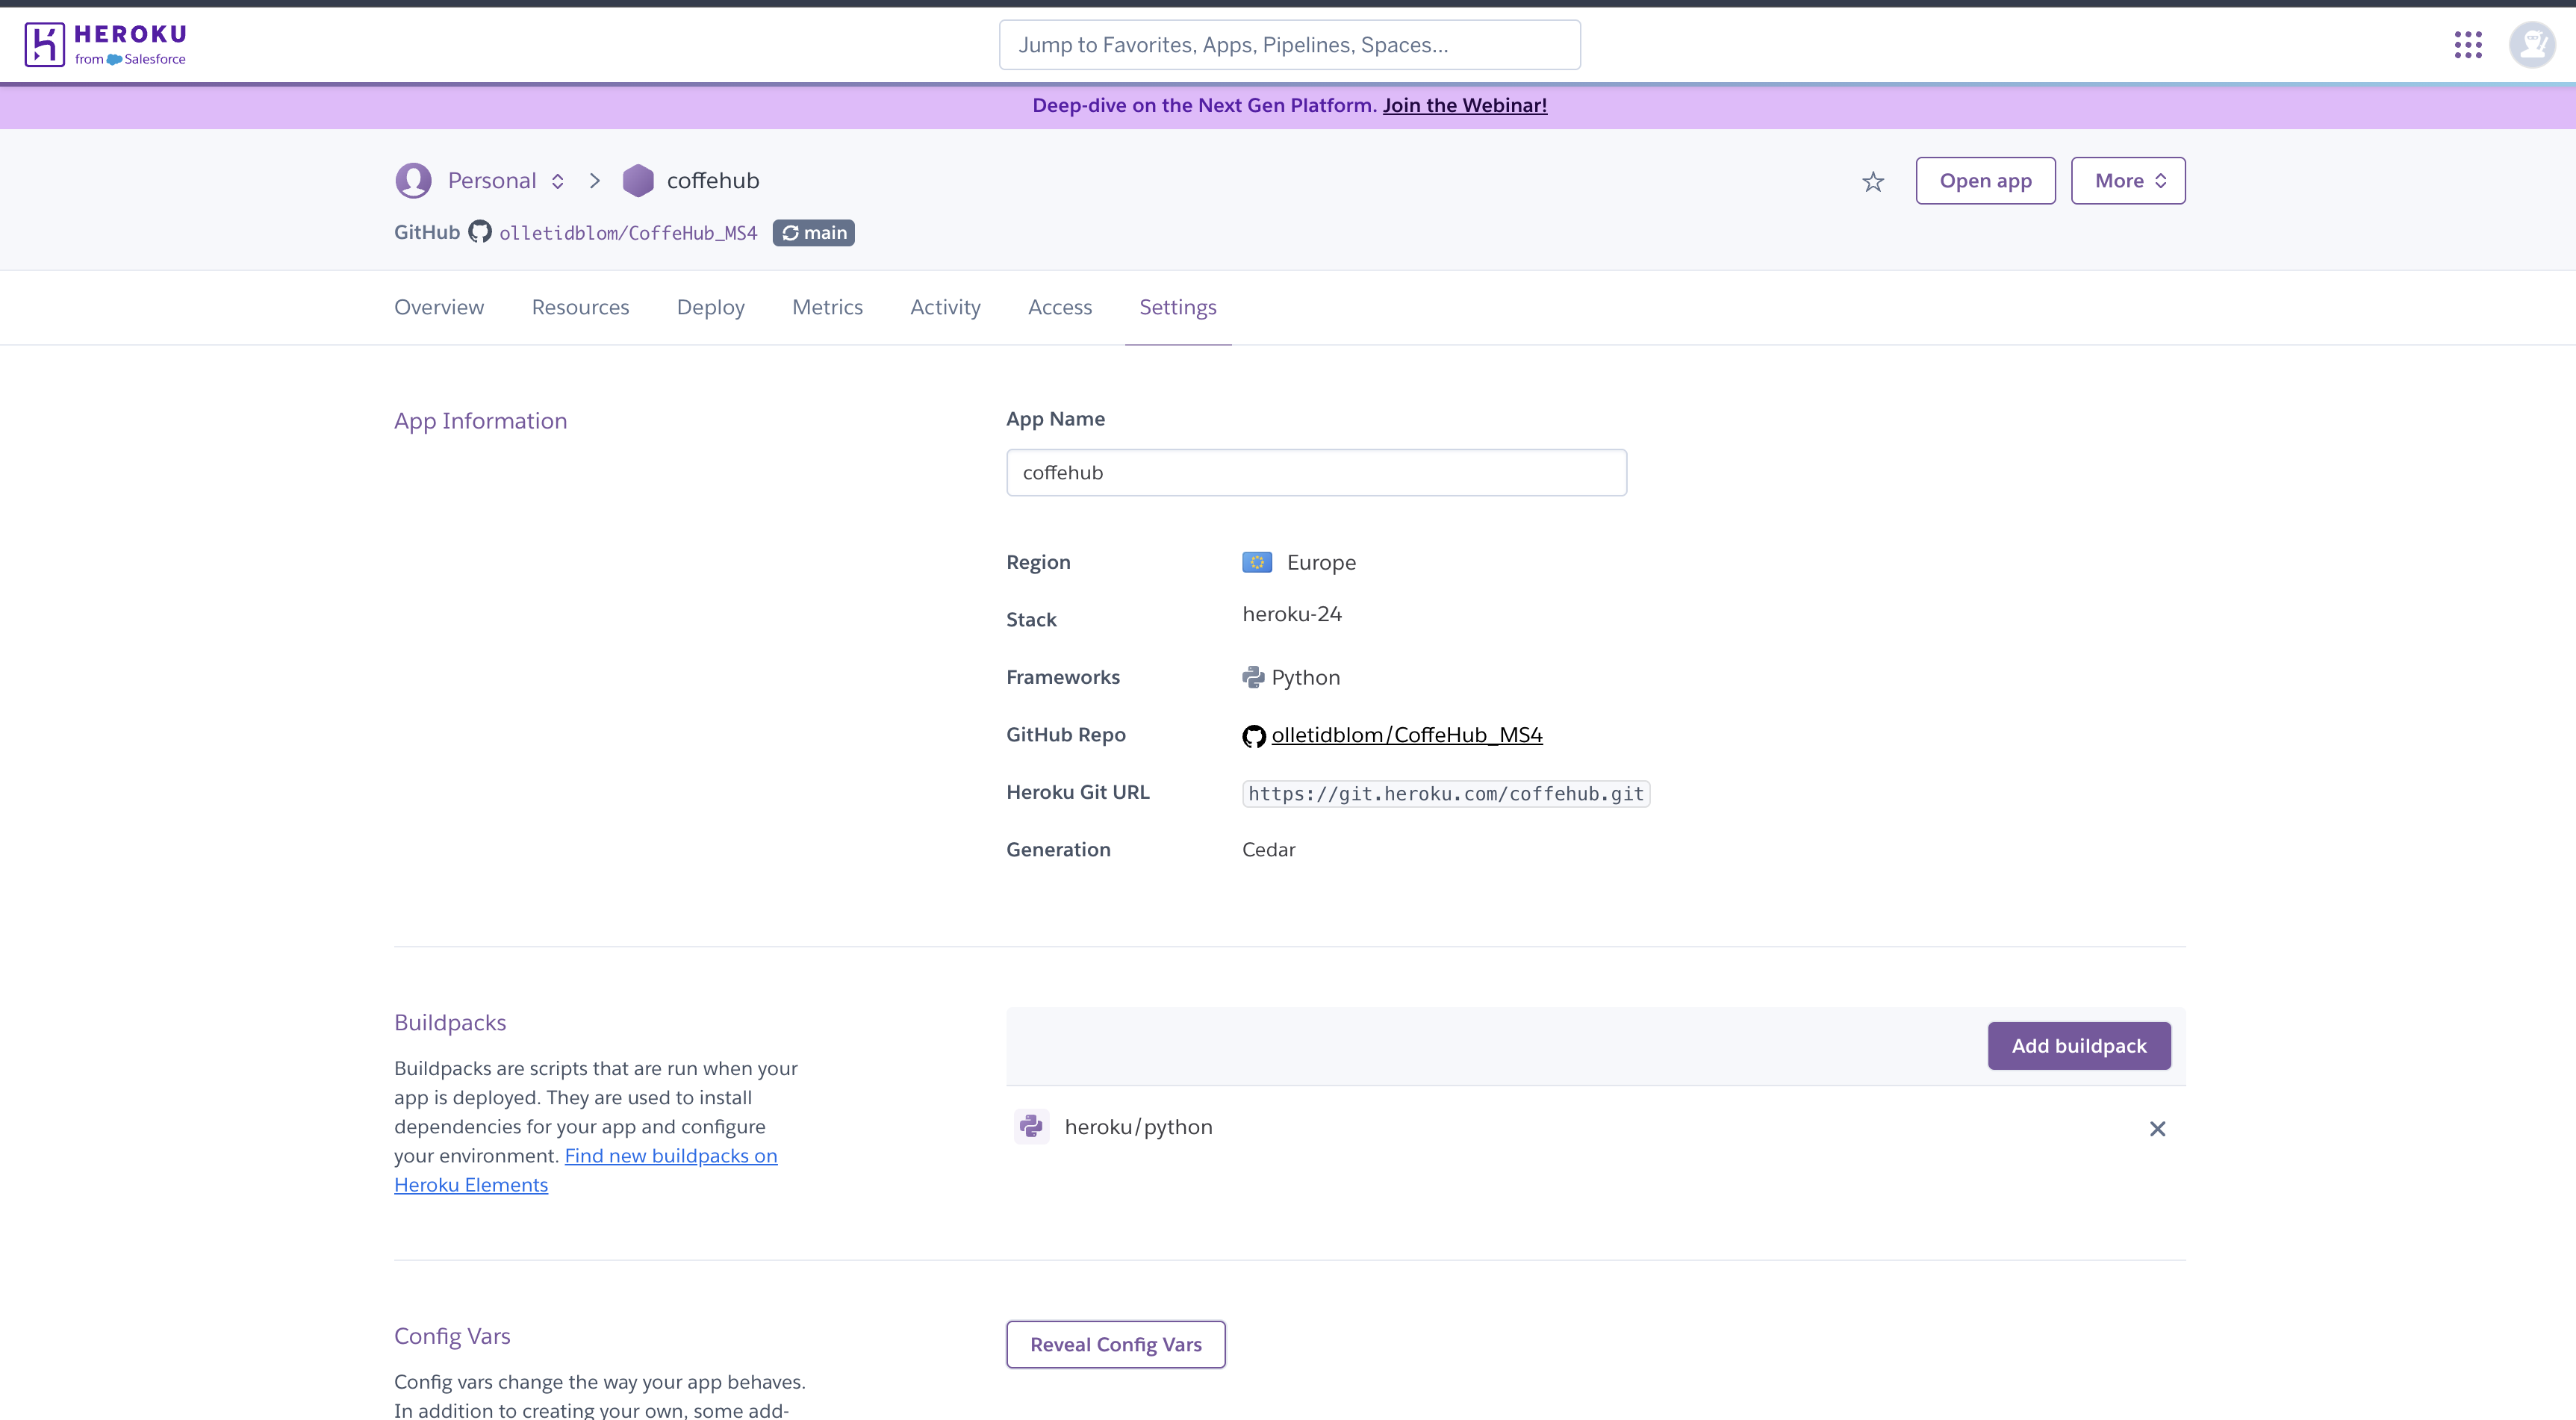 HEROKU
from Salesforce
Jump to Favorites, Apps, Pipelines, Spaces...
Deep-dive on the Next Gen Platform. Join the Webinar!
Personal
coffehub
Open app
More
GitHub olletidblom/CoffeHub_MS4 main
Overview Resources Deploy Metrics Activity Access Settings
App Information
App Name
coffehub
Region Europe
Stack heroku-24
Frameworks Python
GitHub Repo olletidblom/CoffeHub_MS4
Heroku Git URL https://git.heroku.com/coffehub.git
Generation Cedar
Buildpacks
Buildpacks are scripts that are run when your
app is deployed. They are used to install
dependencies for your app and configure
your environment. Find new buildpacks on
Heroku Elements
Add buildpack
heroku/python
Config Vars
Config vars change the way your app behaves.
In addition to creating your own, some add-
Reveal Config Vars